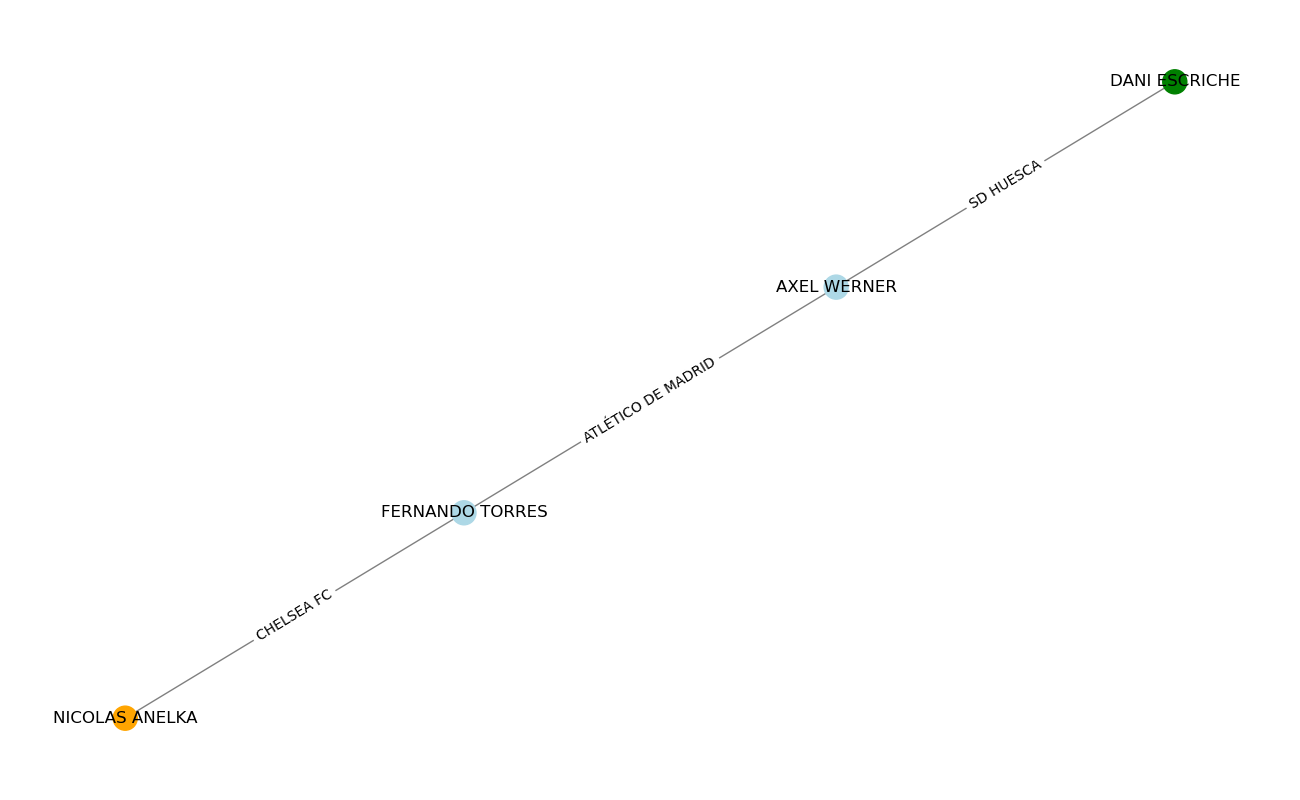 DANI ESCRICHE
SD HUESCA
AXEL WERNER
ATLÉTICO DE MADRID
FERNANDO TORRES
CHELSEA FC
NICOLAS ANELKA